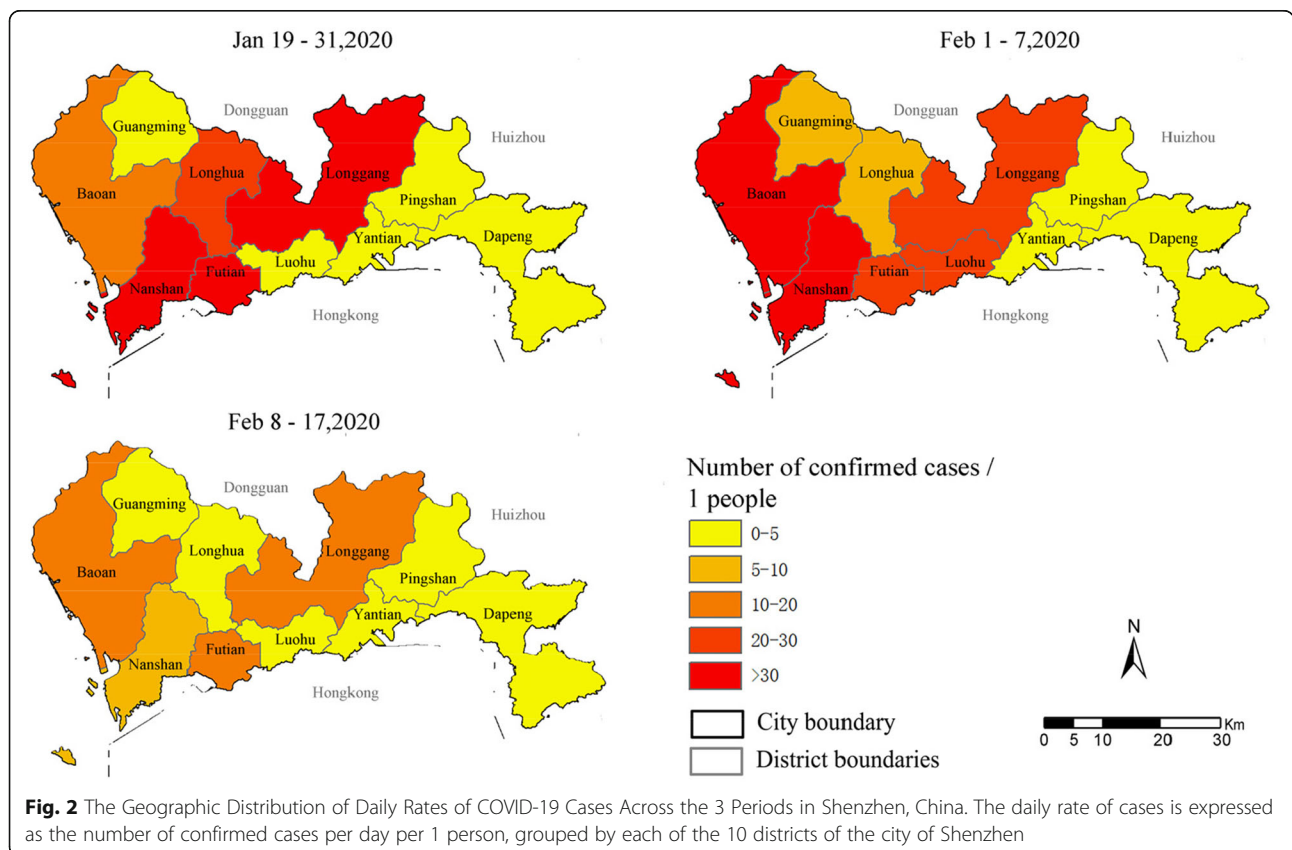 Jan 19 - 31,2020
Guangming
Dongguan
Huizhou
Longhua
Longgang
Baoan
Pingshan
Yantian
Dapeng
Luohu
Futian
Nanshan
Hongkong
Feb 1 - 7,2020
Guangming
Dongguan
Huizhou
Longhua
Longgang
Baoan
Pingshan
Yantian
Dapeng
Luohu
Futian
Nanshan
Hongkong
Feb 8 - 17,2020
Guangming
Dongguan
Huizhou
Longhua
Longgang
Baoan
Pingshan
Yantian
Dapeng
Luohu
Futian
Nanshan
Hongkong
Number of confirmed cases /
1 people
0-5
5-10
10-20
20-30
>30
City boundary
District boundaries
N
Km
0 5 10 20 30
Fig. 2 The Geographic Distribution of Daily Rates of COVID-19 Cases Across the 3 Periods in Shenzhen, China. The daily rate of cases is expressed
as the number of confirmed cases per day per 1 person, grouped by each of the 10 districts of the city of Shenzhen